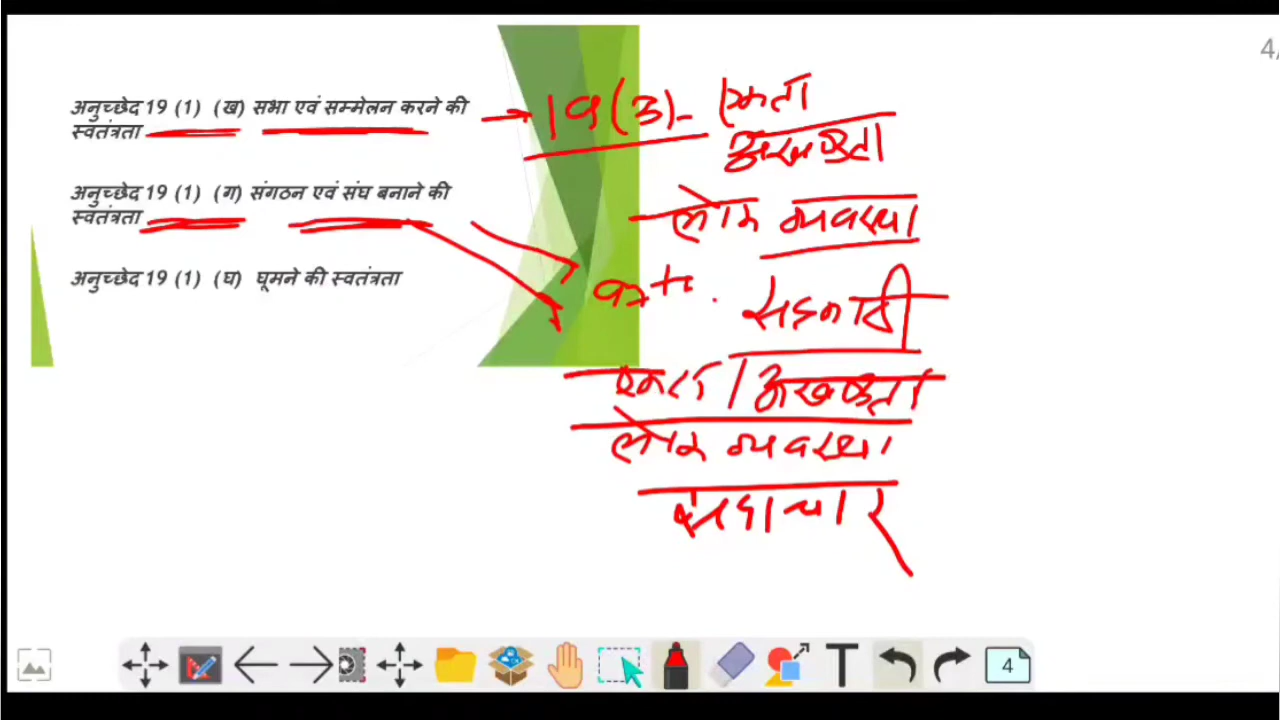 अनुच्छेद 19 (1) (ख) सभा एवं सम्मेलन करने की
स्वतंत्रता
अनुच्छेद 19 (1) (ग) संगठन एवं संघ बनाने की
स्वतंत्रता
अनुच्छेद 19 (1) (घ) घूमने की स्वतंत्रता
19(3)- एकता
अखण्डता
लोक व्यवस्था
एकता / अखण्डता
लोक व्यवस्था
सदाचार
4/
T
4